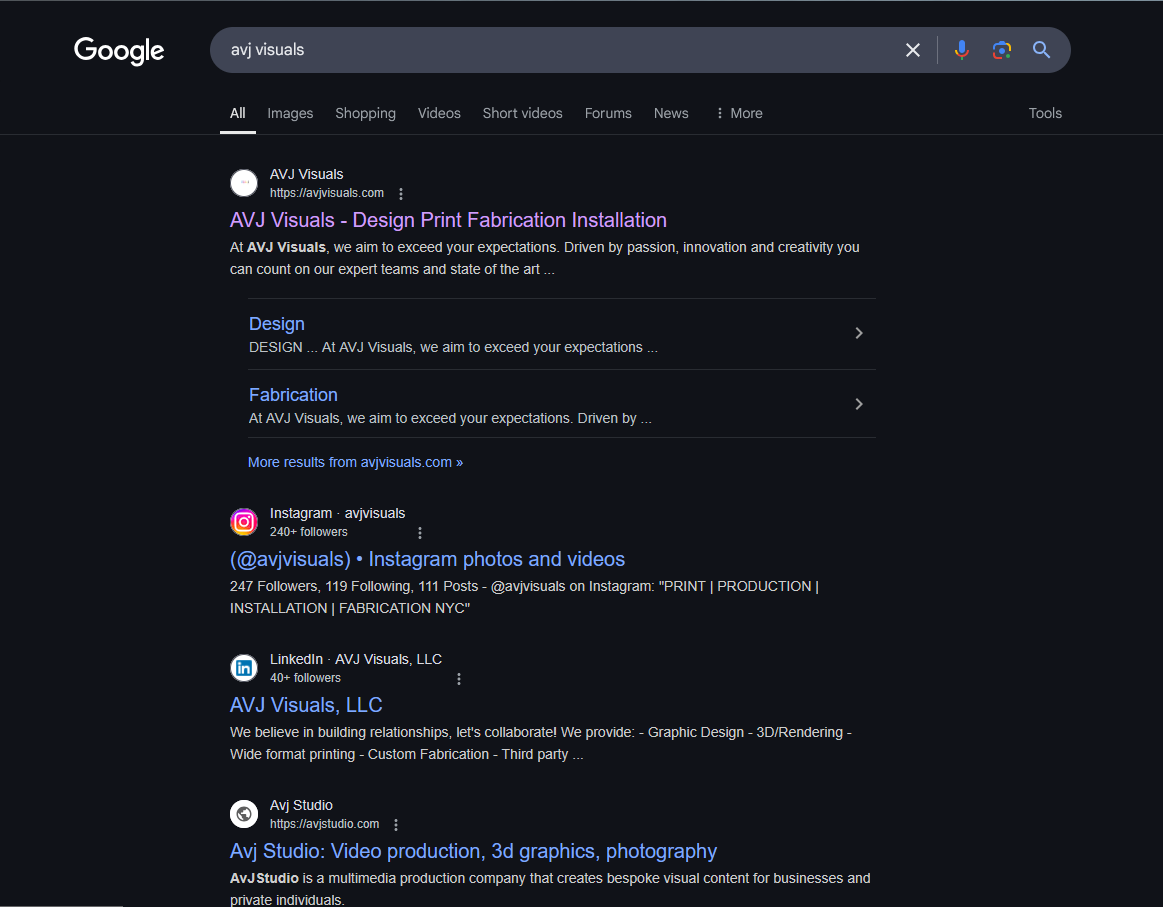 Google
avj visuals
All Images Shopping Videos Short videos Forums News More Tools
AVJ Visuals
https://avjvisuals.com
AVJ Visuals - Design Print Fabrication Installation
At AVJ Visuals, we aim to exceed your expectations. Driven by passion, innovation and creativity you
can count on our expert teams and state of the art ...
Design
DESIGN ... At AVJ Visuals, we aim to exceed your expectations ...
Fabrication
At AVJ Visuals, we aim to exceed your expectations. Driven by ...
More results from avjvisuals.com »
Instagram · avjvisuals
240+ followers
(@avjvisuals) • Instagram photos and videos
247 Followers, 119 Following, 111 Posts - @avjvisuals on Instagram: "PRINT | PRODUCTION |
INSTALLATION | FABRICATION NYC"
LinkedIn · AVJ Visuals, LLC
40+ followers
AVJ Visuals, LLC
We believe in building relationships, let's collaborate! We provide: - Graphic Design - 3D/Rendering -
Wide format printing - Custom Fabrication - Third party ...
Avj Studio
https://avjstudio.com
Avj Studio: Video production, 3d graphics, photography
AvJStudio is a multimedia production company that creates bespoke visual content for businesses and
private individuals.